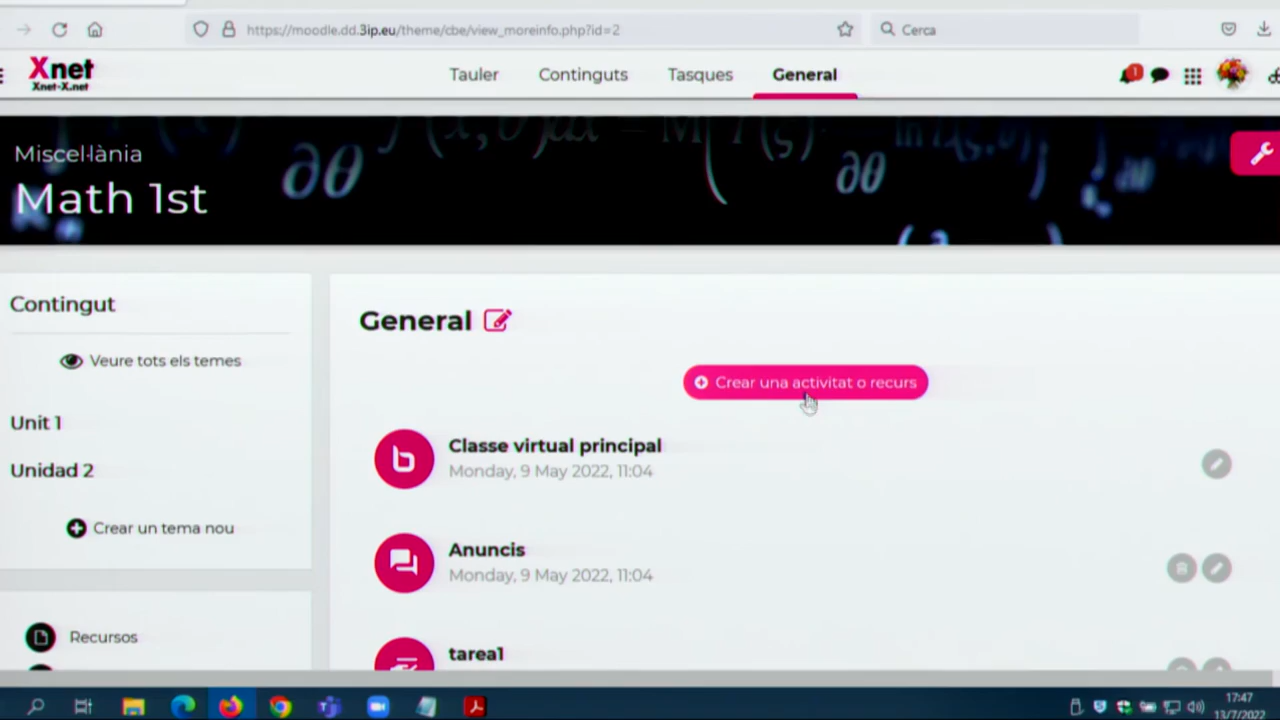 https://moodle.dd.3ip.eu/theme/cbe/view_moreinfo.php?id=2
Cerca
Xnet
Xnet-X.net
Tauler
Continguts
Tasques
General
1
Miscel·lània
Math 1st
Contingut
Veure tots els temes
Unit 1
Unidad 2
Crear un tema nou
Recursos
General
Crear una activitat o recurs
Classe virtual principal
Monday, 9 May 2022, 11:04
Anuncis
Monday, 9 May 2022, 11:04
tarea1
17:47
13/7/2022